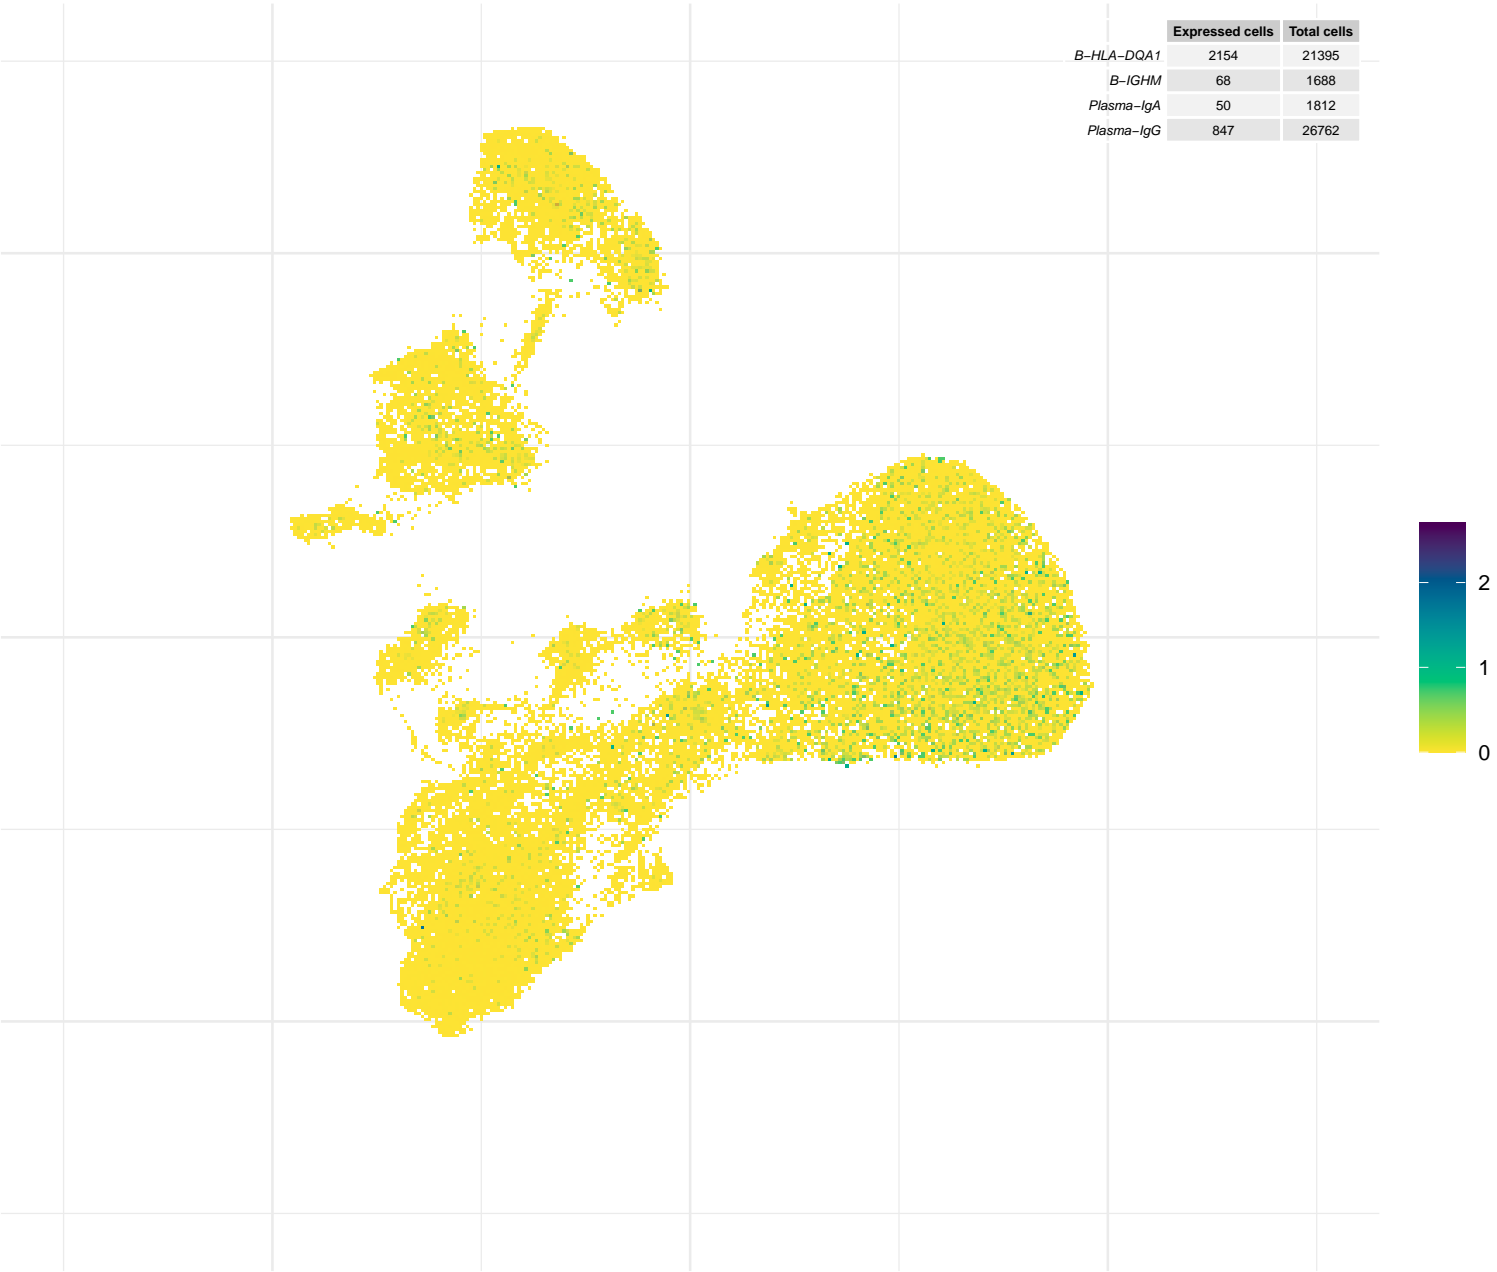 Expressed cells Total cells
B−HLA−DQA1 2154 21395
B−IGHM 68 1688
Plasma−IgA 50 1812
Plasma−IgG 847 26762
2
1
0